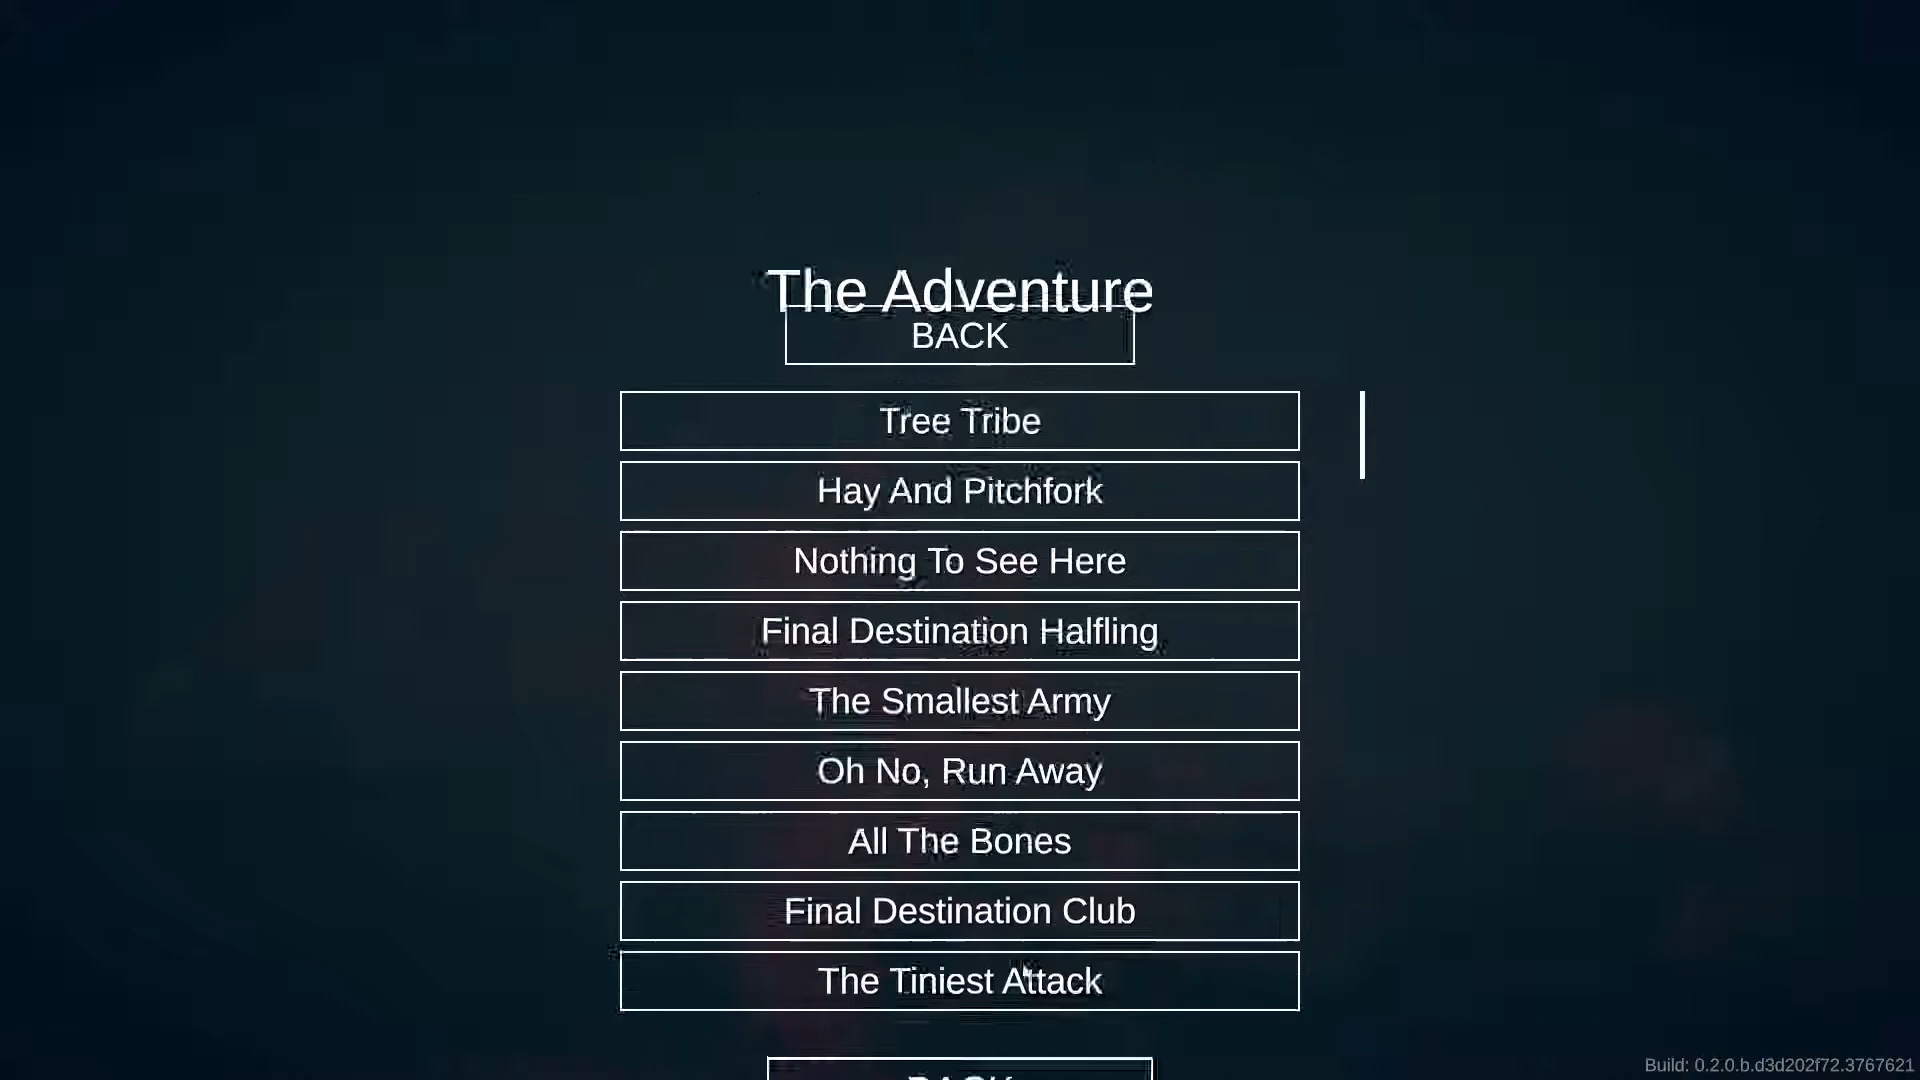 The Adventure
BACK
Tree Tribe
Hay And Pitchfork
Nothing To See Here
Final Destination Halfling
The Smallest Army
Oh No, Run Away
All The Bones
Final Destination Club
The Tiniest Attack
BACK
Build: 0.2.0.b.d3d202f72.3767621